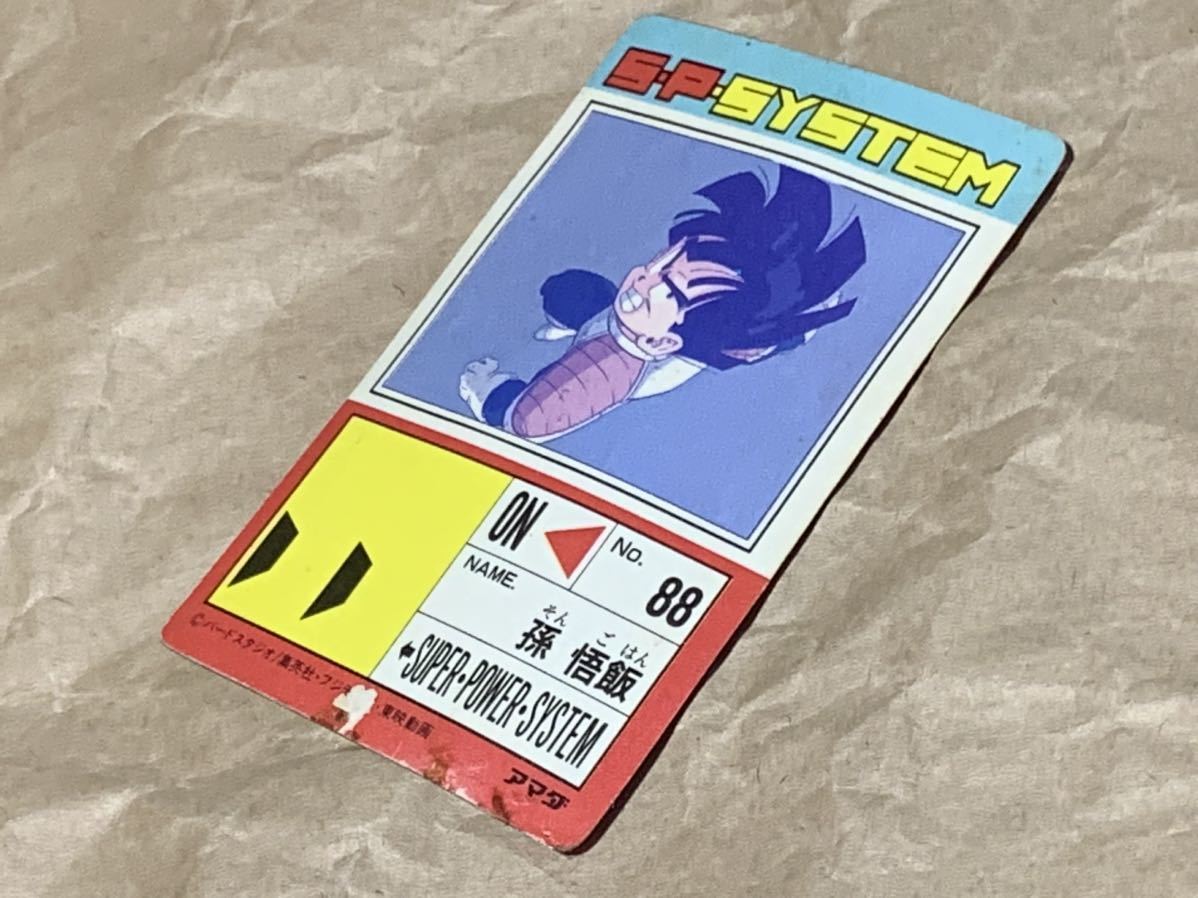 S・P・SYSTEM
ON
No.
88
NAME.
そん ご はん
孫 悟飯
SUPER・POWER・SYSTEM
©バードスタジオ/集英社・フジ
東映動画
アマダ